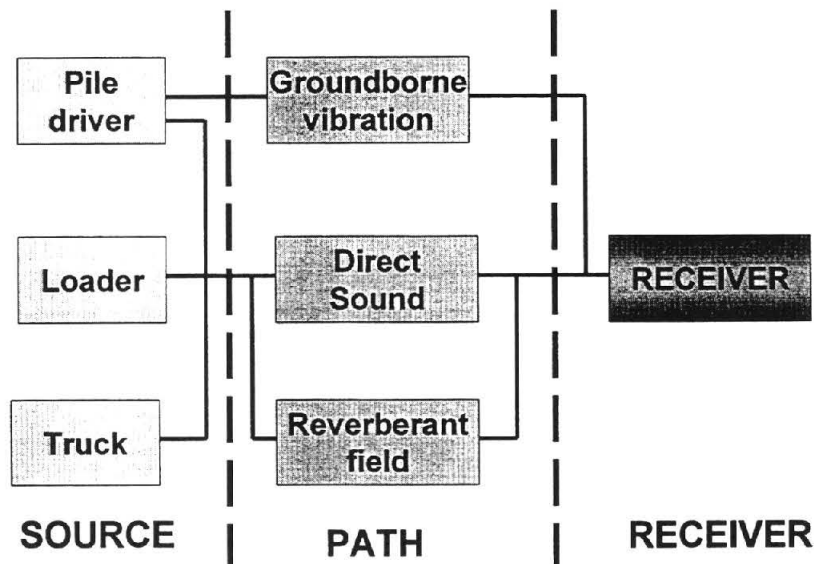 Pile
driver
Groundborne
vibration
Loader
Direct
Sound
RECEIVER
Truck
Reverberant
field
SOURCE
PATH
RECEIVER